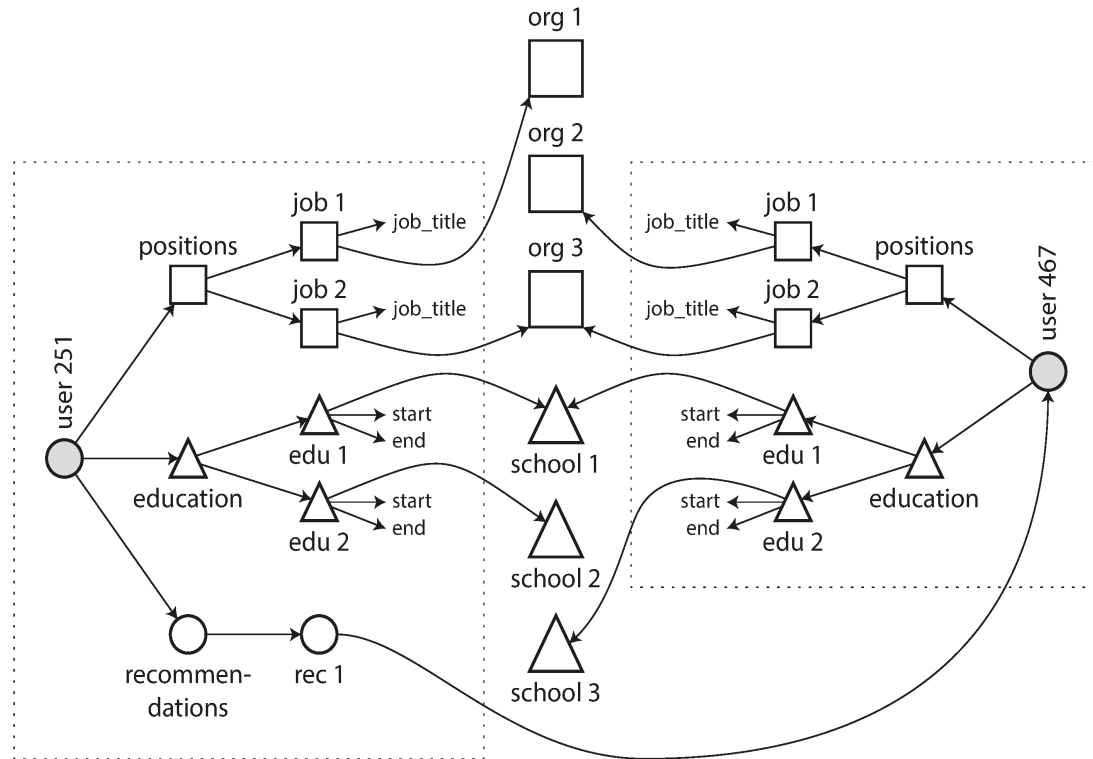 org 1
org 2
org 3
school 1
school 2
school 3
user 251
positions
job 1
job_title
job 2
job_title
education
edu 1
start
end
edu 2
start
end
recommen-
dations
rec 1
user 467
positions
job 1
job_title
job 2
job_title
education
edu 1
start
end
edu 2
start
end